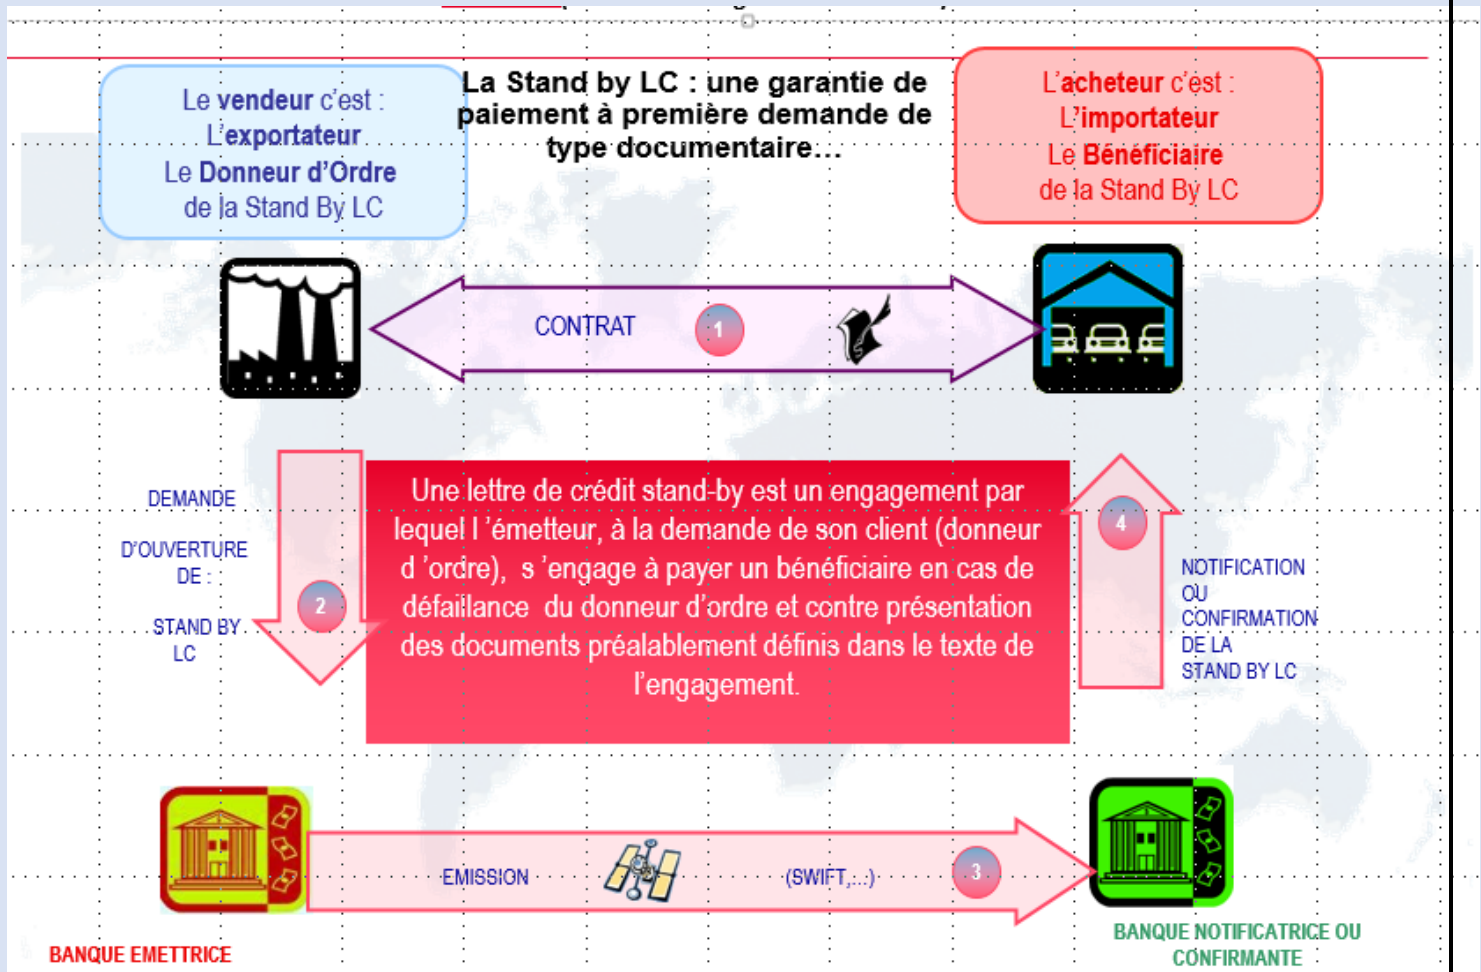 Le vendeur c'est :
L'exportateur
Le Donneur d'Ordre
de la Stand By LC
La Stand by LC : une garantie de
paiement à première demande de
type documentaire...
L'acheteur c'est :
L'importateur
Le Bénéficiaire
de la Stand By LC
CONTRAT
1
DEMANDE
D'OUVERTURE
DE :
STAND BY
LC
2
Une lettre de crédit stand-by est un engagement par
lequel l 'émetteur, à la demande de son client (donneur
d 'ordre), s 'engage à payer un bénéficiaire en cas de
défaillance du donneur d'ordre et contre présentation
des documents préalablement définis dans le texte de
l'engagement.
4
NOTIFICATION
OU
CONFIRMATION
DE LA
STAND BY LC
EMISSION
(SWIFT,...)
3
BANQUE EMETTRICE
BANQUE NOTIFICATRICE OU
CONFIRMANTE